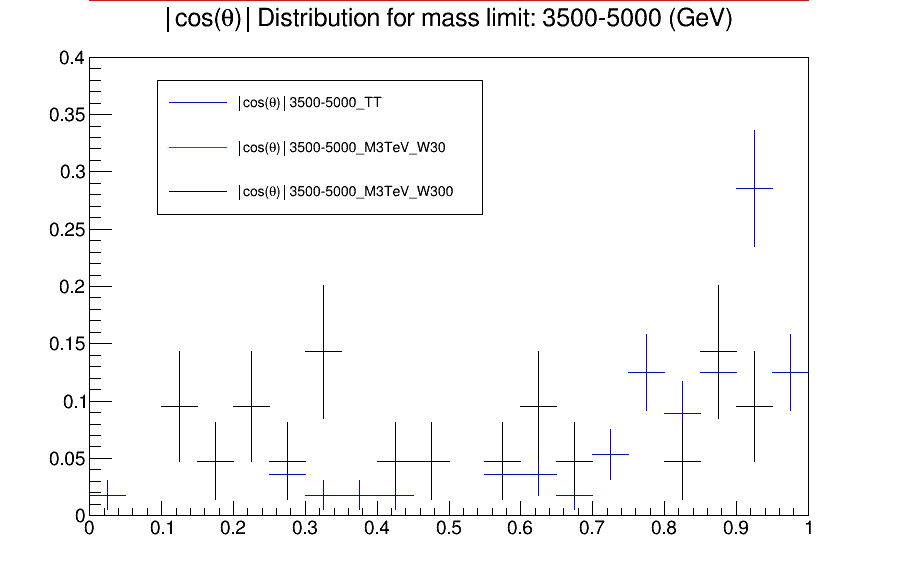 |cos(θ)| Distribution for mass limit: 3500-5000 (GeV)
0.4
|cos(θ)| 3500-5000_TT
0.35
|cos(θ)| 3500-5000_M3TeV_W30
0.3
|cos(θ)| 3500-5000_M3TeV_W300
0.25
0.2
0.15
0.1
0.05
0
0 0.1 0.2 0.3 0.4 0.5 0.6 0.7 0.8 0.9 1